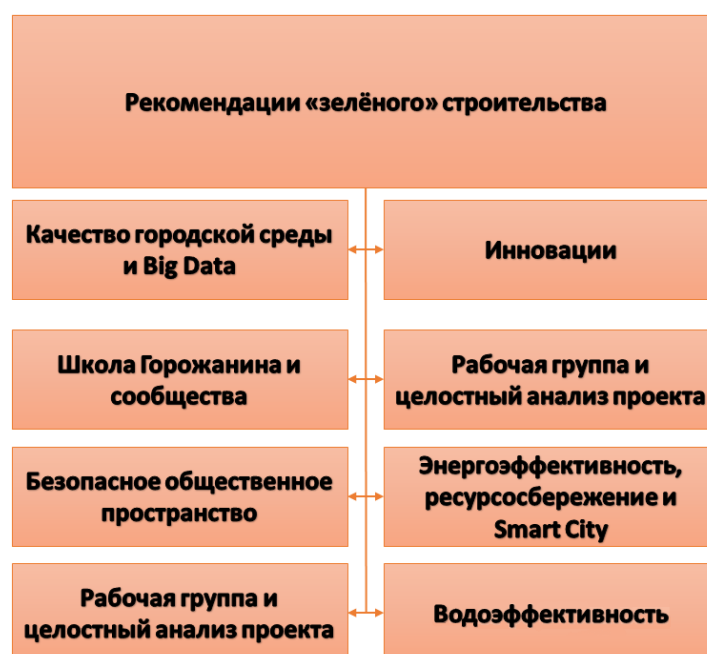 Рекомендации «зелёного» строительства
Качество городской среды
и Big Data
Инновации
Школа Горожанина и
сообщества
Рабочая группа и
целостный анализ проекта
Безопасное общественное
пространство
Энергоэффективность,
ресурсосбережение и
Smart City
Рабочая группа и
целостный анализ проекта
Водоэффективность